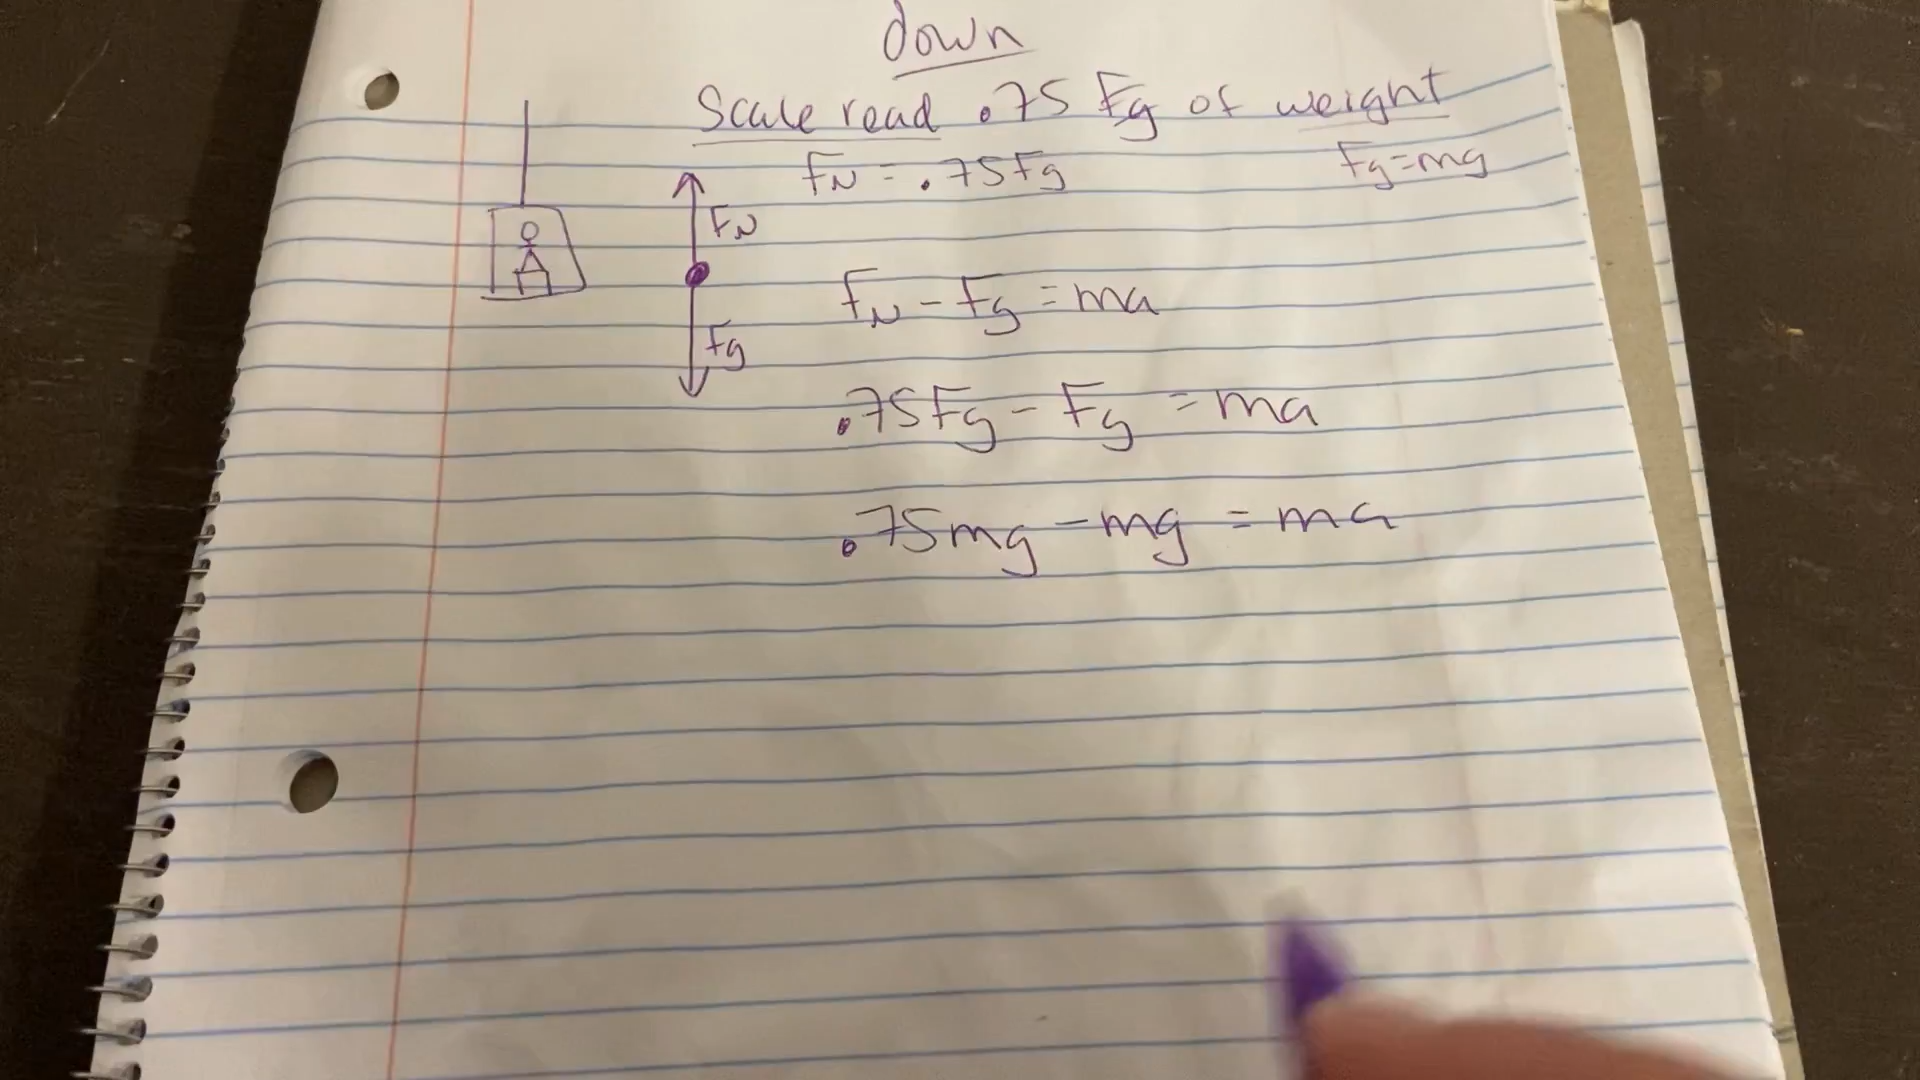 down
Scale read .75 Fg of weight
FN = .75Fg
Fg=mg
FN
FN - Fg = ma
Fg
.75Fg - Fg = ma
.75mg - mg = ma